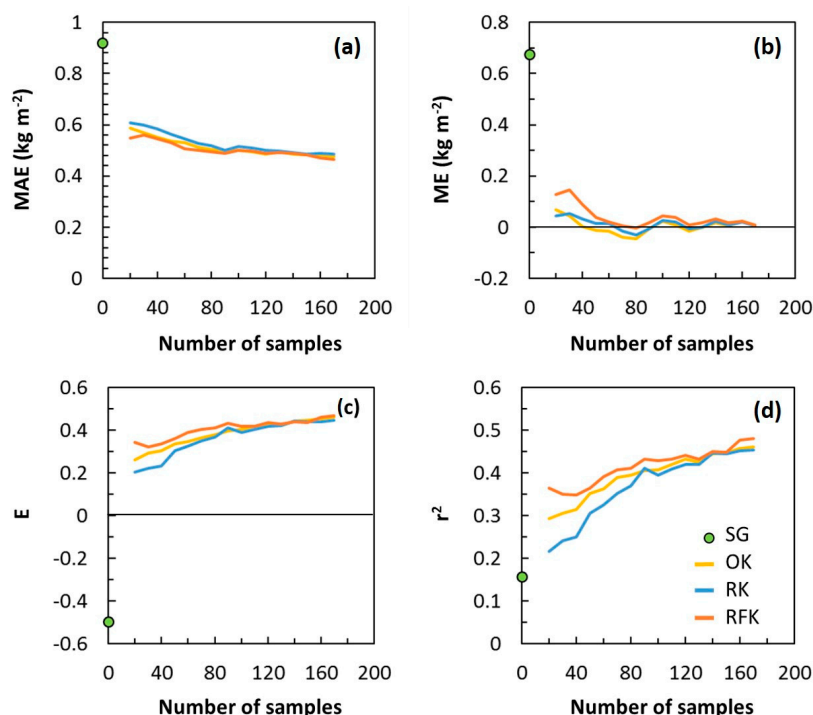 (a)
MAE (kg m⁻²)
1
0.8
0.6
0.4
0.2
0
0 40 80 120 160 200
Number of samples
(b)
ME (kg m⁻²)
0.8
0.6
0.4
0.2
0
-0.2
0 40 80 120 160 200
Number of samples
(c)
E
0.6
0.4
0.2
0
-0.2
-0.4
-0.6
0 40 80 120 160 200
Number of samples
(d)
r²
0.6
0.5
0.4
0.3
0.2
0.1
0
SG
OK
RK
RFK
0 40 80 120 160 200
Number of samples